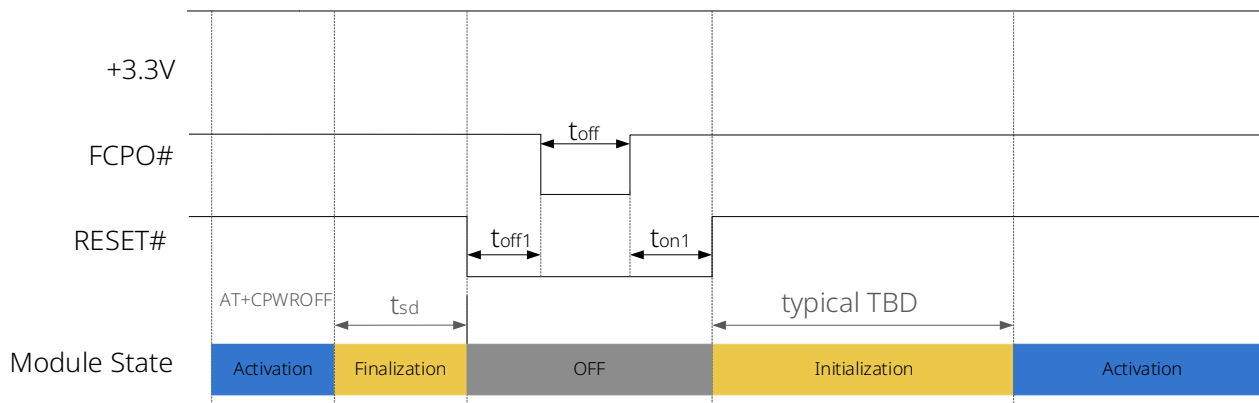 +3.3V
toff
FCPO#
RESET#
toff1
ton1
AT+CPWROFF
tsd
typical TBD
Module State
Activation
Finalization
OFF
Initialization
Activation